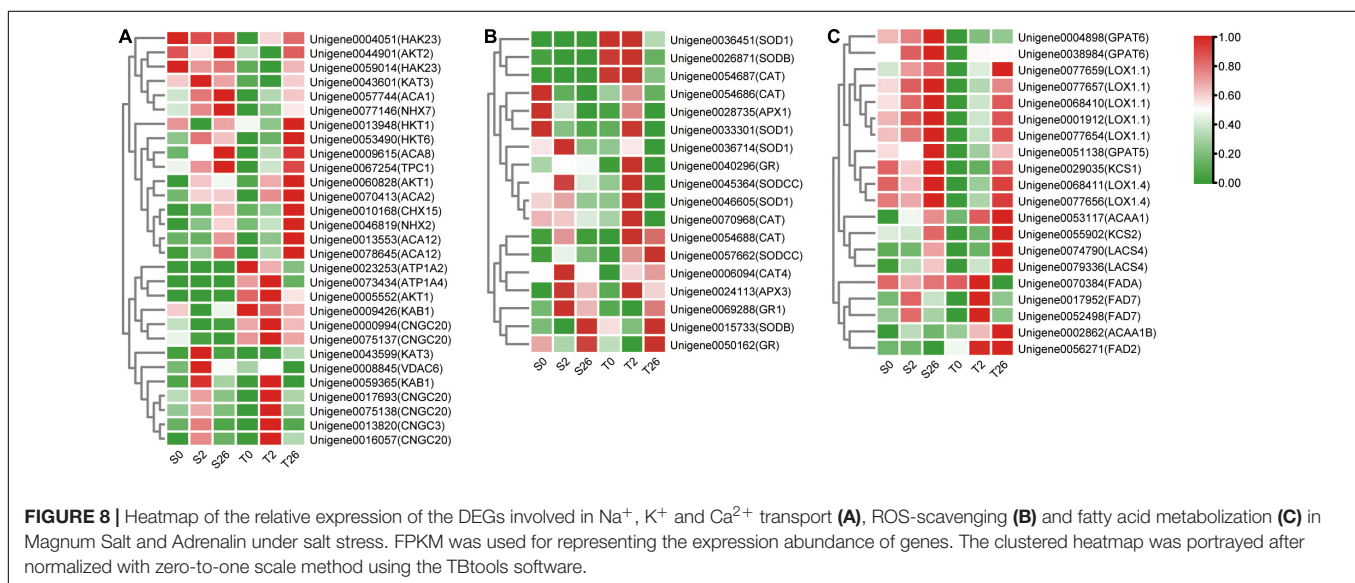 A
Unigene0004051(HAK23)
Unigene0044901(AKT2)
Unigene0059014(HAK23)
Unigene0043601(KAT3)
Unigene0057744(ACA1)
Unigene0077146(NHX7)
Unigene0013948(HKT1)
Unigene0053490(HKT6)
Unigene0009615(ACA8)
Unigene0067254(TPC1)
Unigene0060828(AKT1)
Unigene0070413(ACA2)
Unigene0010168(CHX15)
Unigene0046819(NHX2)
Unigene0013553(ACA12)
Unigene0078645(ACA12)
Unigene0023253(ATP1A2)
Unigene0073434(ATP1A4)
Unigene0005552(AKT1)
Unigene0009426(KAB1)
Unigene0000994(CNGC20)
Unigene0075137(CNGC20)
Unigene0043599(KAT3)
Unigene0008845(VDAC6)
Unigene0059365(KAB1)
Unigene0017693(CNGC20)
Unigene0075138(CNGC20)
Unigene0013820(CNGC3)
Unigene0016057(CNGC20)
S0 S2 S26 T0 T2 T26
B
Unigene0036451(SOD1)
Unigene0026871(SODB)
Unigene0054687(CAT)
Unigene0054686(CAT)
Unigene0028735(APX1)
Unigene0033301(SOD1)
Unigene0036714(SOD1)
Unigene0040296(GR)
Unigene0045364(SODCC)
Unigene0046605(SOD1)
Unigene0070968(CAT)
Unigene0054688(CAT)
Unigene0057662(SODCC)
Unigene0006094(CAT4)
Unigene0024113(APX3)
Unigene0069288(GR1)
Unigene0015733(SODB)
Unigene0050162(GR)
S0 S2 S26 T0 T2 T26
C
Unigene0004898(GPAT6)
Unigene0038984(GPAT6)
Unigene0077659(LOX1.1)
Unigene0077657(LOX1.1)
Unigene0068410(LOX1.1)
Unigene0001912(LOX1.1)
Unigene0077654(LOX1.1)
Unigene0051138(GPAT5)
Unigene0029035(KCS1)
Unigene0068411(LOX1.4)
Unigene0077656(LOX1.4)
Unigene0053117(ACAA1)
Unigene0055902(KCS2)
Unigene0074790(LACS4)
Unigene0079336(LACS4)
Unigene0070384(FADA)
Unigene0017952(FAD7)
Unigene0052498(FAD7)
Unigene0002862(ACAA1B)
Unigene0056271(FAD2)
S0 S2 S26 T0 T2 T26
1.00
0.80
0.60
0.40
0.20
0.00
FIGURE 8 | Heatmap of the relative expression of the DEGs involved in Na⁺, K⁺ and Ca²⁺ transport (A), ROS-scavenging (B) and fatty acid metabolization (C) in
Magnum Salt and Adrenalin under salt stress. FPKM was used for representing the expression abundance of genes. The clustered heatmap was portrayed after
normalized with zero-to-one scale method using the TBtools software.